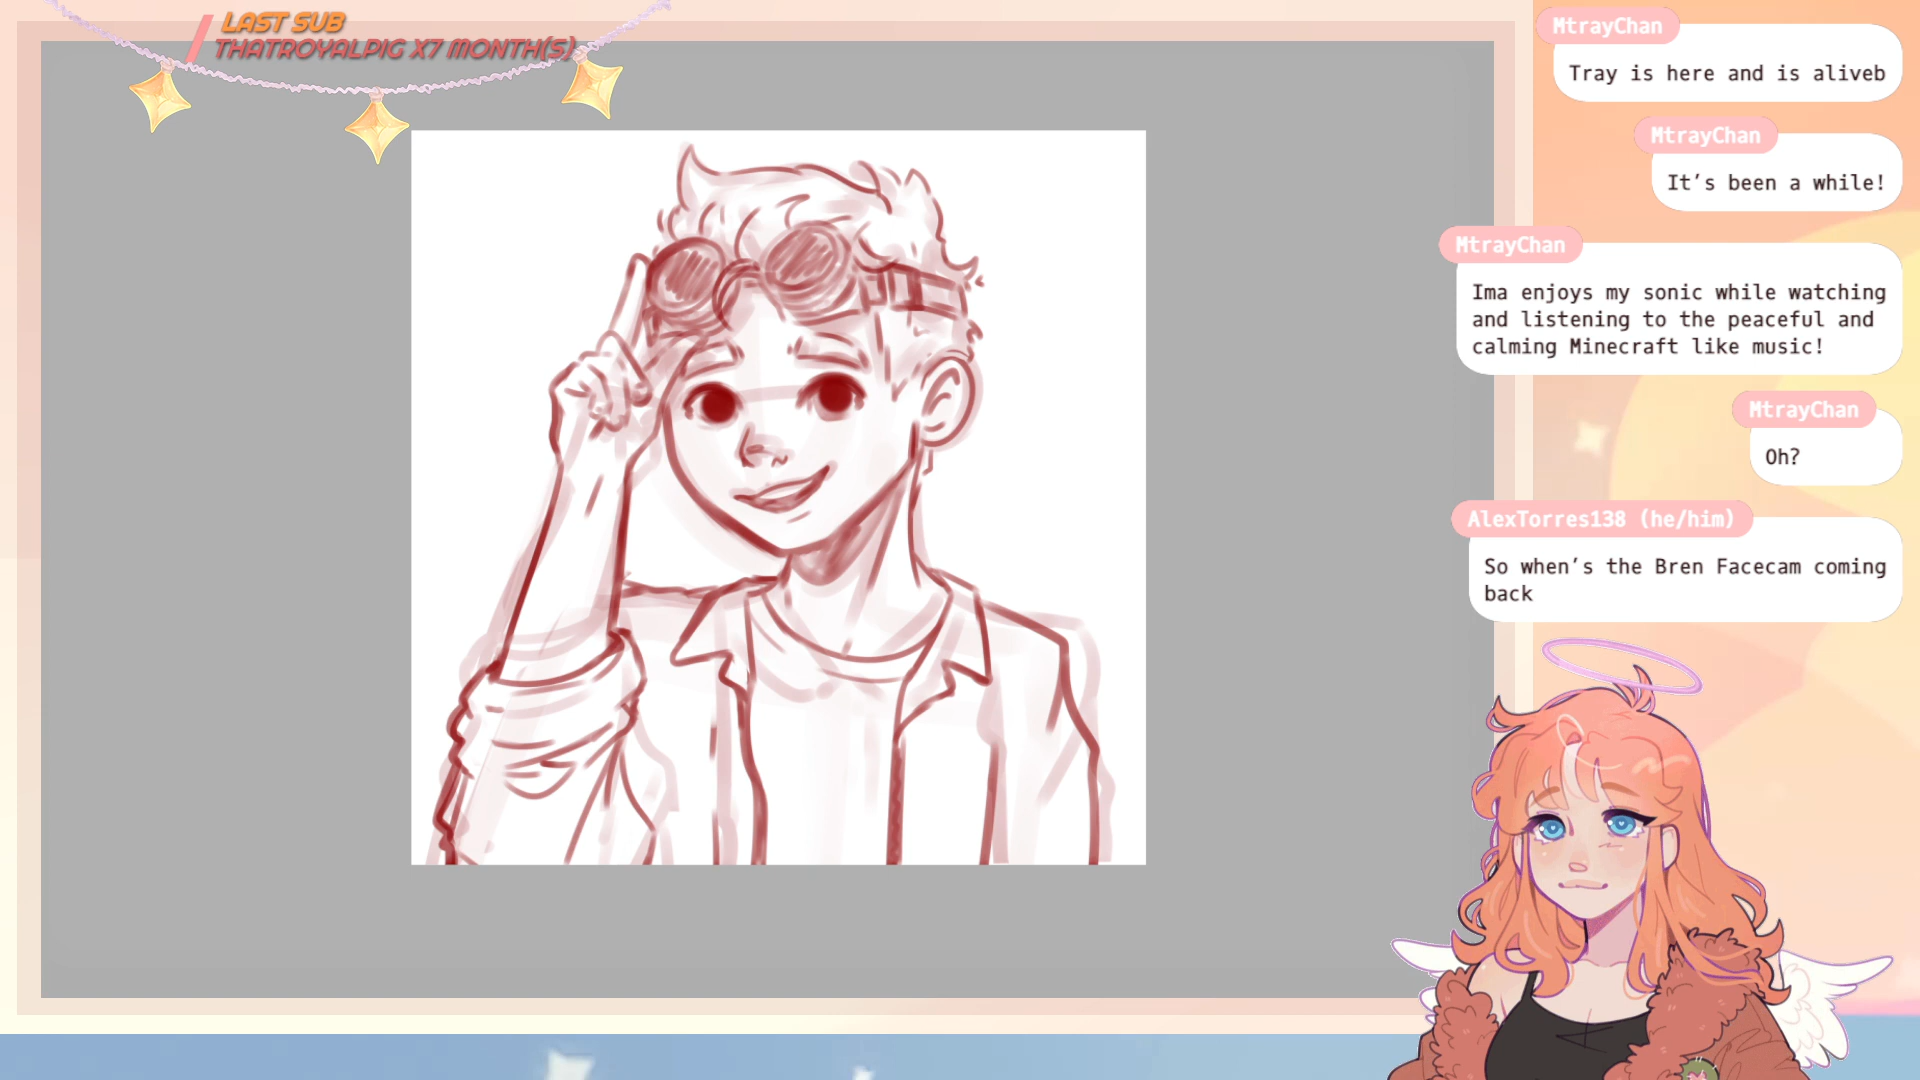 LAST SUB
THATROYALPIG X7 MONTH(S)
MtrayChan
Tray is here and is aliveb
MtrayChan
It's been a while!
MtrayChan
Ima enjoys my sonic while watching
and listening to the peaceful and
calming Minecraft like music!
MtrayChan
Oh?
AlexTorres138 (he/him)
So when's the Bren Facecam coming
back